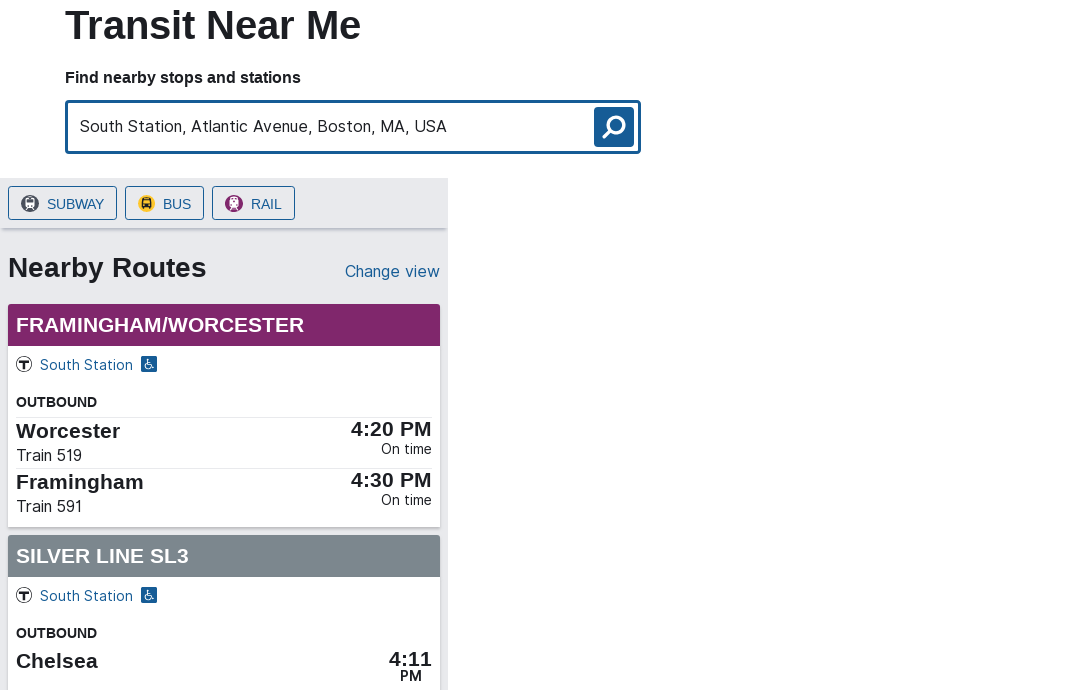 Transit Near Me
Find nearby stops and stations
South Station, Atlantic Avenue, Boston, MA, USA
SUBWAY BUS RAIL
Nearby Routes Change view
FRAMINGHAM/WORCESTER
T South Station
OUTBOUND
Worcester 4:20 PM
Train 519 On time
Framingham 4:30 PM
Train 591 On time
SILVER LINE SL3
T South Station
OUTBOUND
Chelsea 4:11
PM